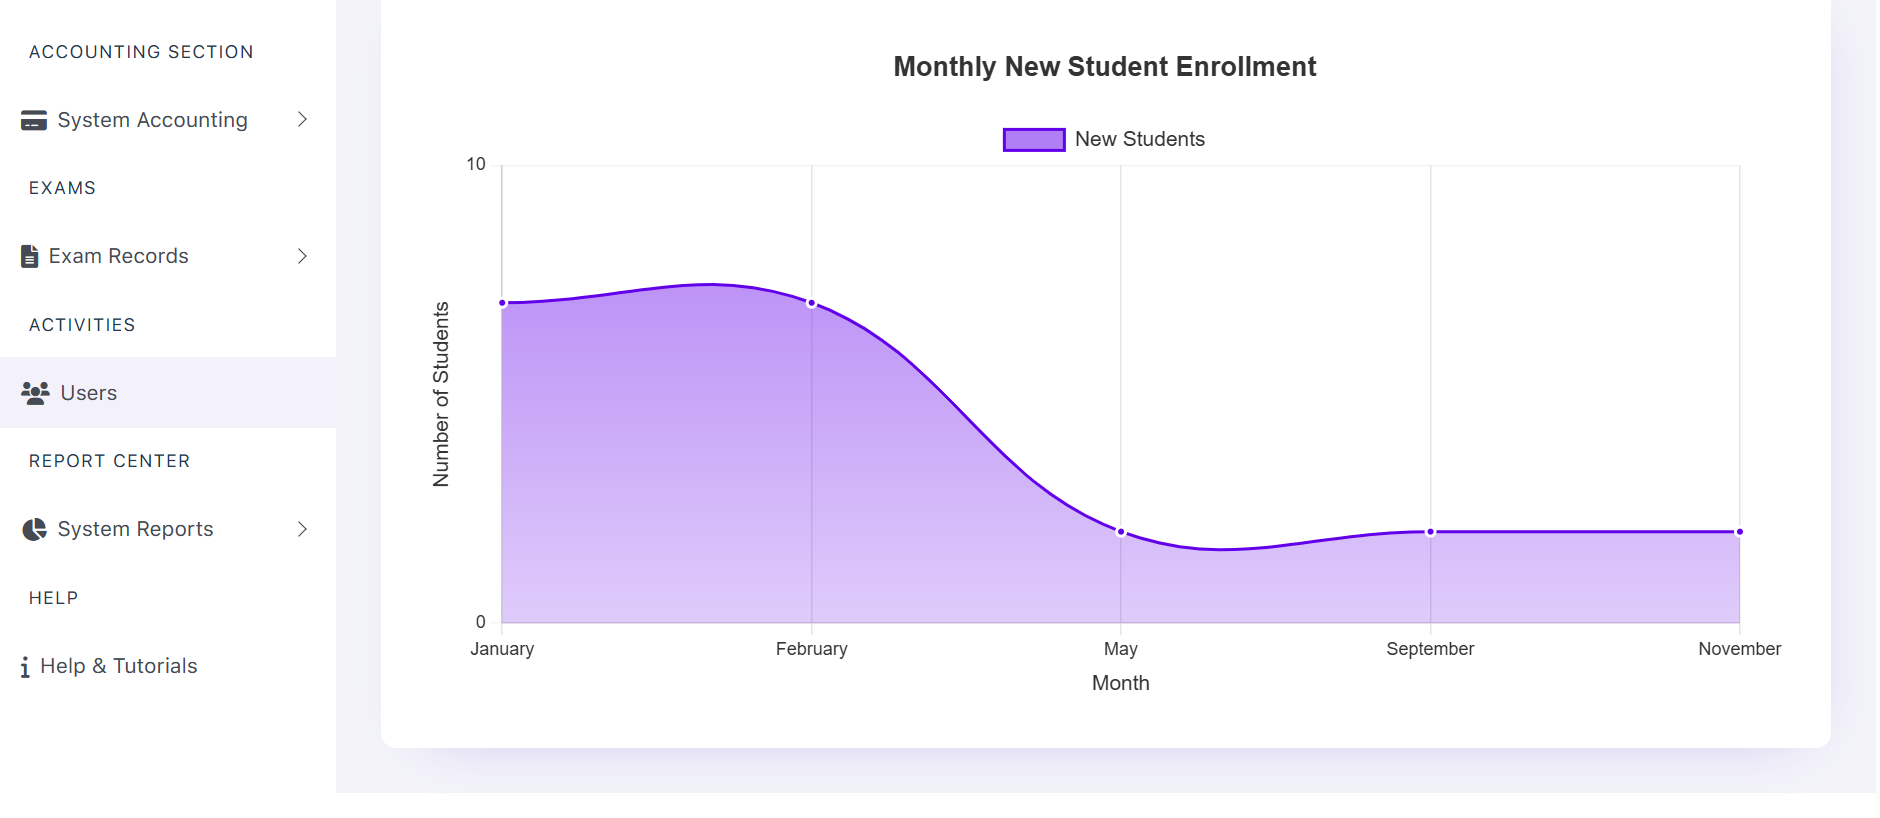 ACCOUNTING SECTION
System Accounting
EXAMS
Exam Records
ACTIVITIES
Users
REPORT CENTER
System Reports
HELP
Help & Tutorials
Monthly New Student Enrollment
New Students
10
0
Number of Students
January February May September November
Month